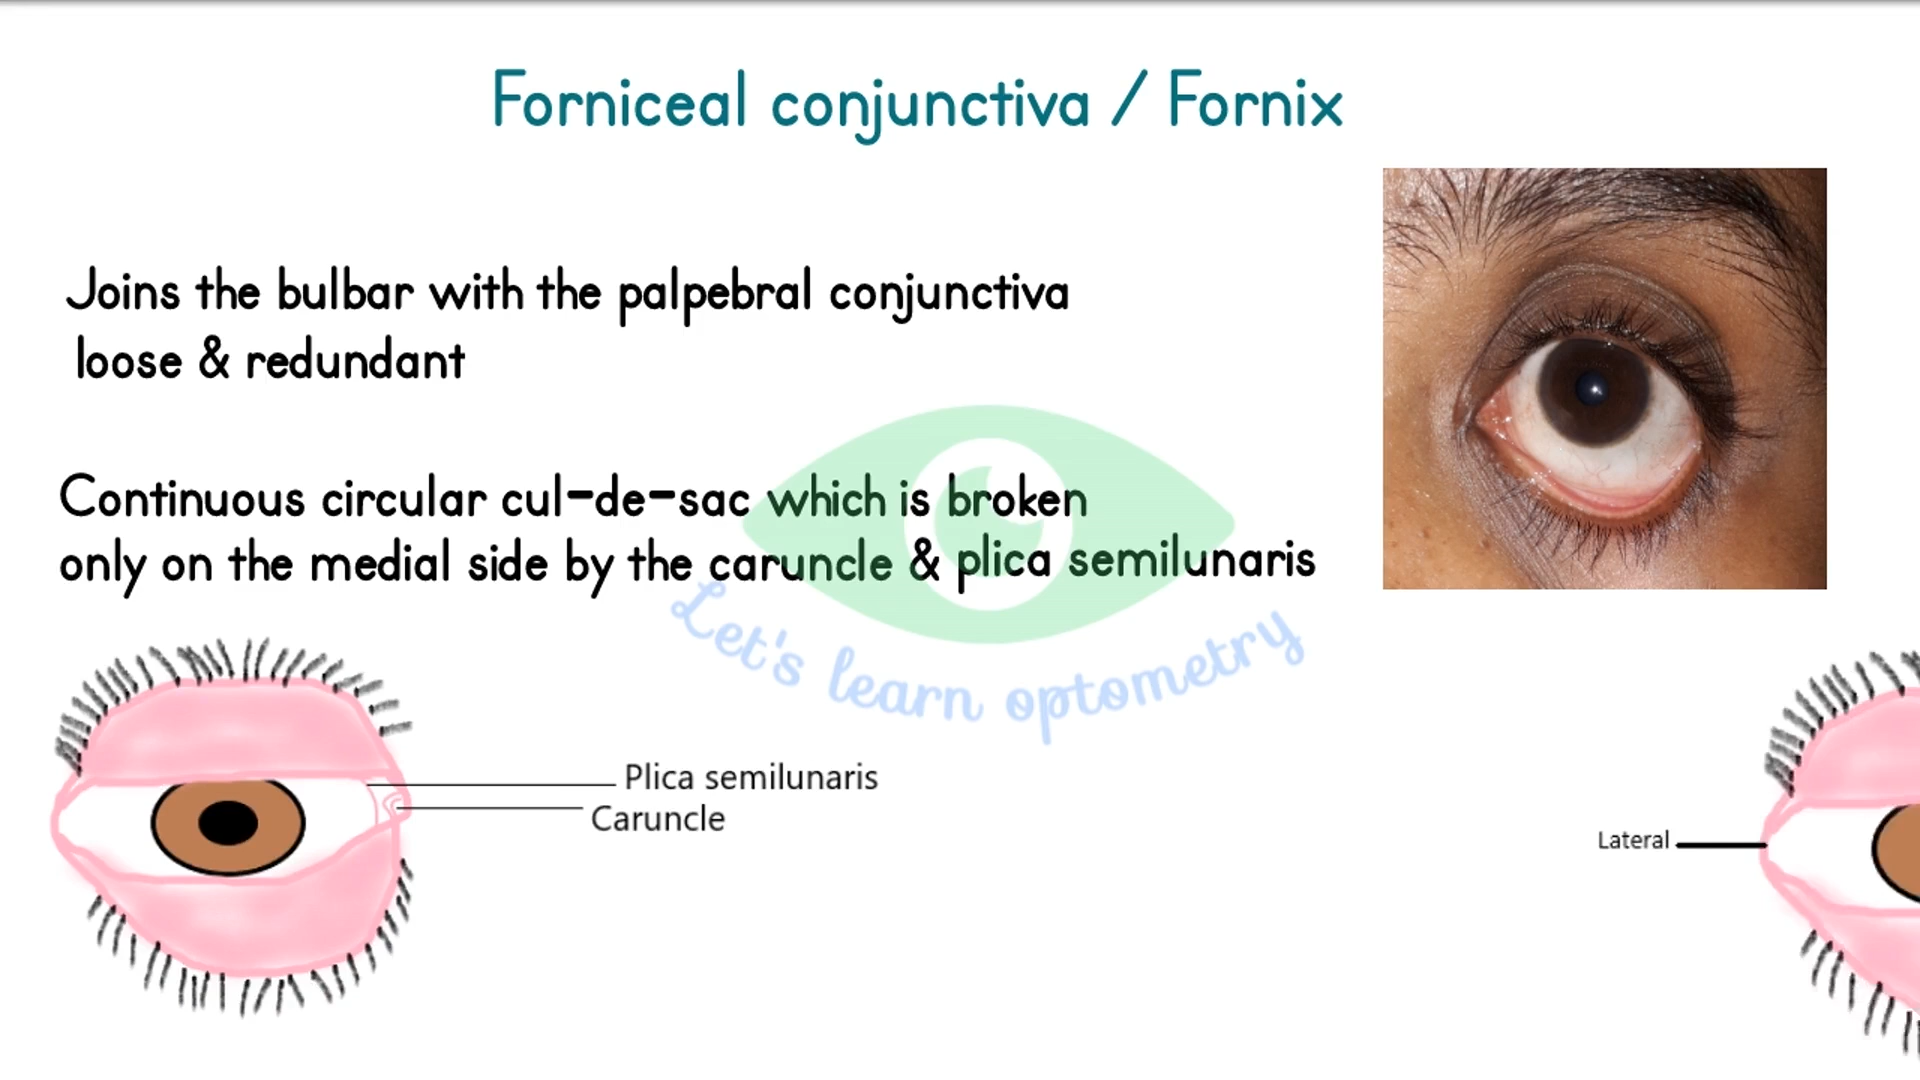 Forniceal conjunctiva / Fornix
Joins the bulbar with the palpebral conjunctiva
loose & redundant
Continuous circular cul-de-sac which is broken
only on the medial side by the caruncle & plica semilunaris
Let's learn optometry
Plica semilunaris
Caruncle
Lateral